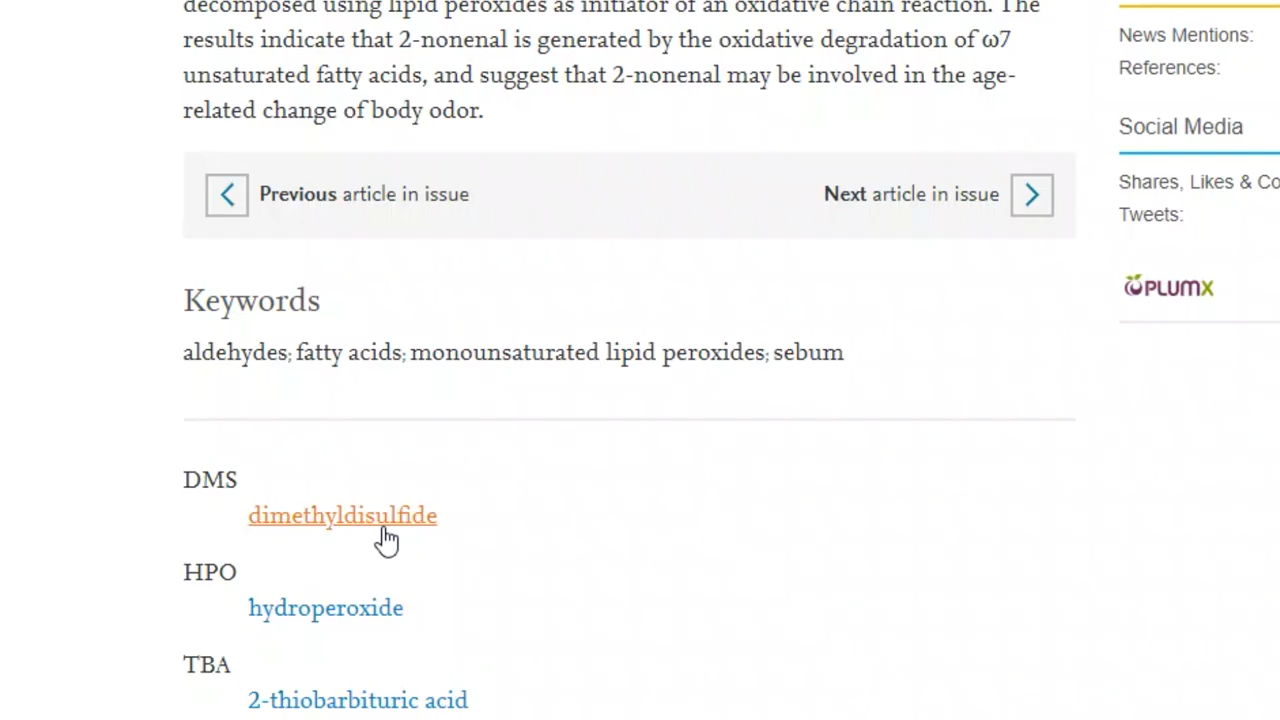 decomposed using lipid peroxides as initiator of an oxidative chain reaction. The
results indicate that 2-nonenal is generated by the oxidative degradation of ω7
unsaturated fatty acids, and suggest that 2-nonenal may be involved in the age-
related change of body odor.
Previous article in issue
Next article in issue
Keywords
aldehydes; fatty acids; monounsaturated lipid peroxides; sebum
DMS
dimethyldisulfide
HPO
hydroperoxide
TBA
2-thiobarbituric acid
News Mentions:
References:
Social Media
Shares, Likes & Co
Tweets:
PLUMX